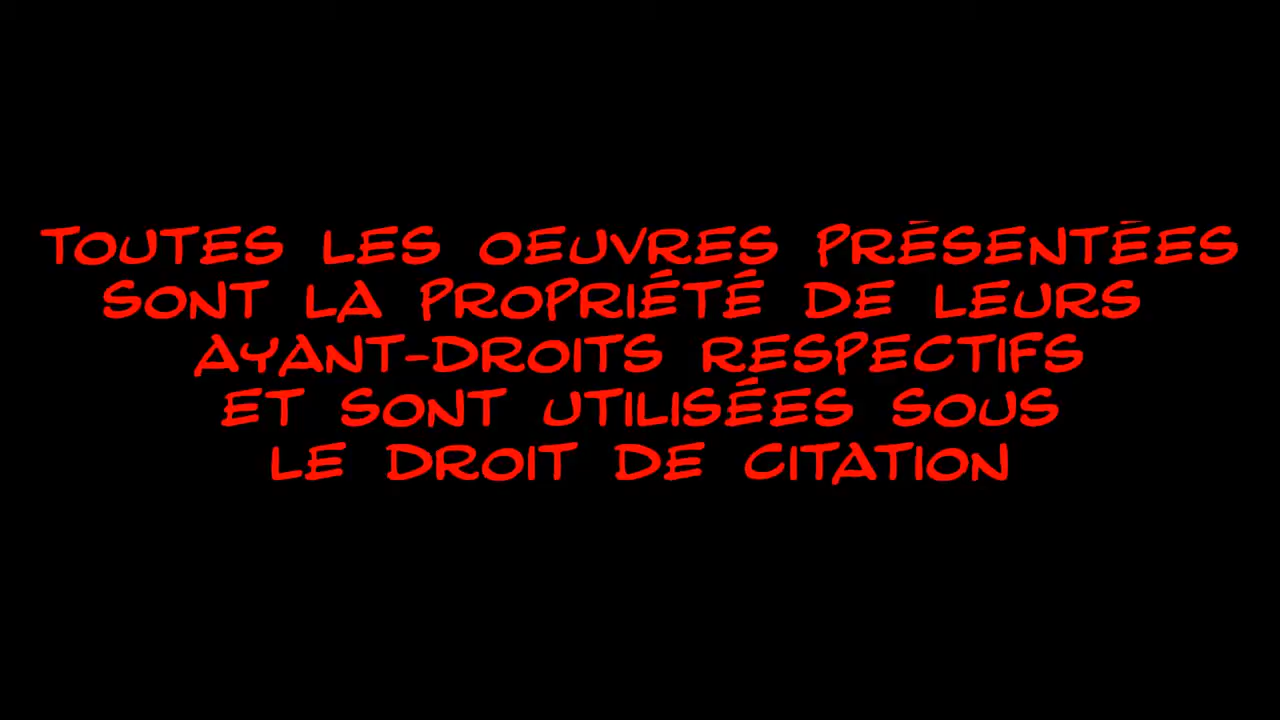 TOUTES LES OEUVRES PRÉSENTÉES
SONT LA PROPRIÉTÉ DE LEURS
AYANT-DROITS RESPECTIFS
ET SONT UTILISÉES SOUS
LE DROIT DE CITATION